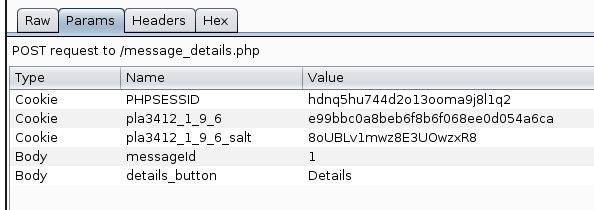 Raw Params Headers Hex
POST request to /message_details.php
Type Name Value
Cookie PHPSESSID hdnq5hu744d2o13ooma9j8l1q2
Cookie pla3412_1_9_6 e99bbc0a8beb6f8b6f068ee0d054a6ca
Cookie pla3412_1_9_6_salt 8oUBLv1mwz8E3UOwzxR8
Body messageId 1
Body details_button Details